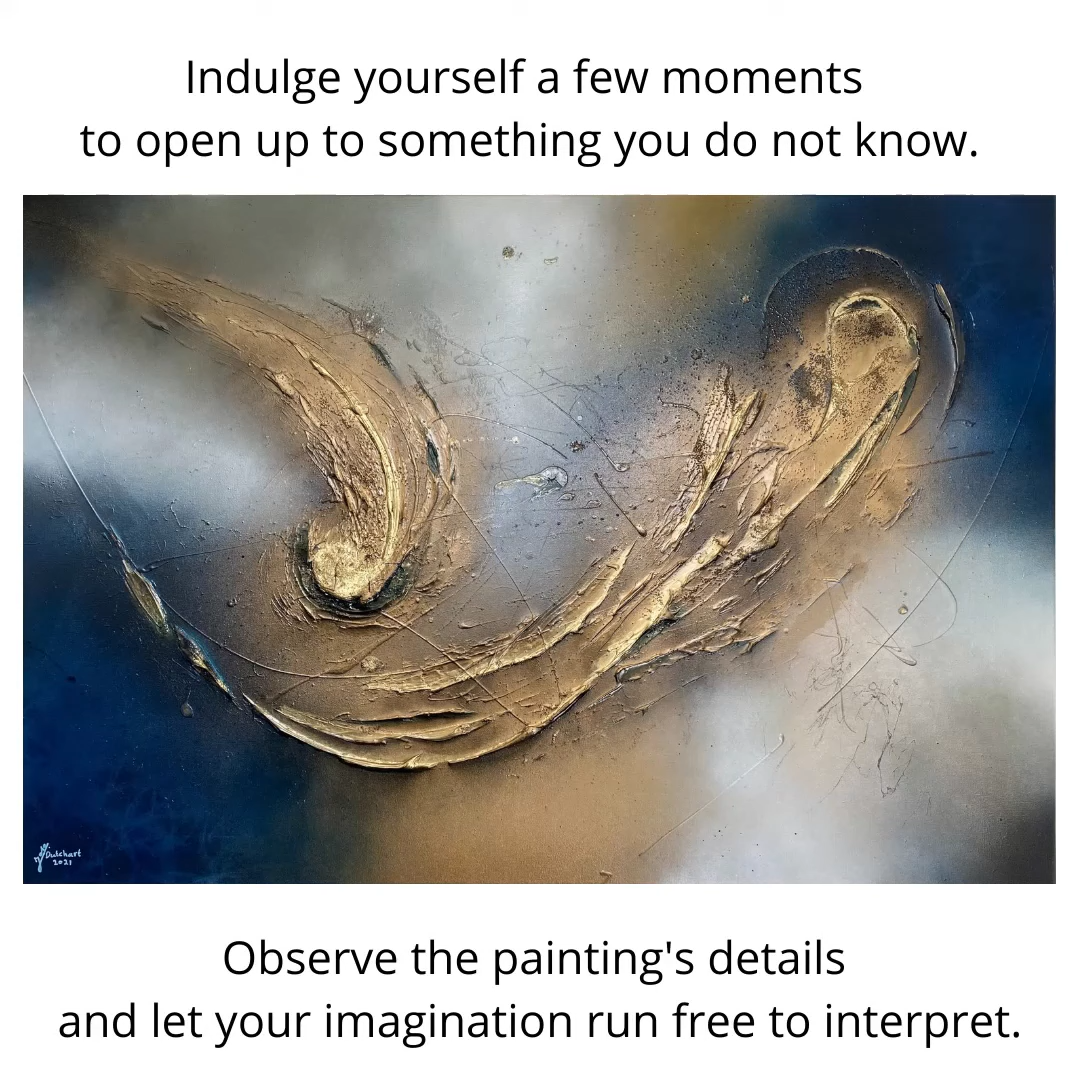 Indulge yourself a few moments
to open up to something you do not know.
Dutchart
2021
Observe the painting's details
and let your imagination run free to interpret.